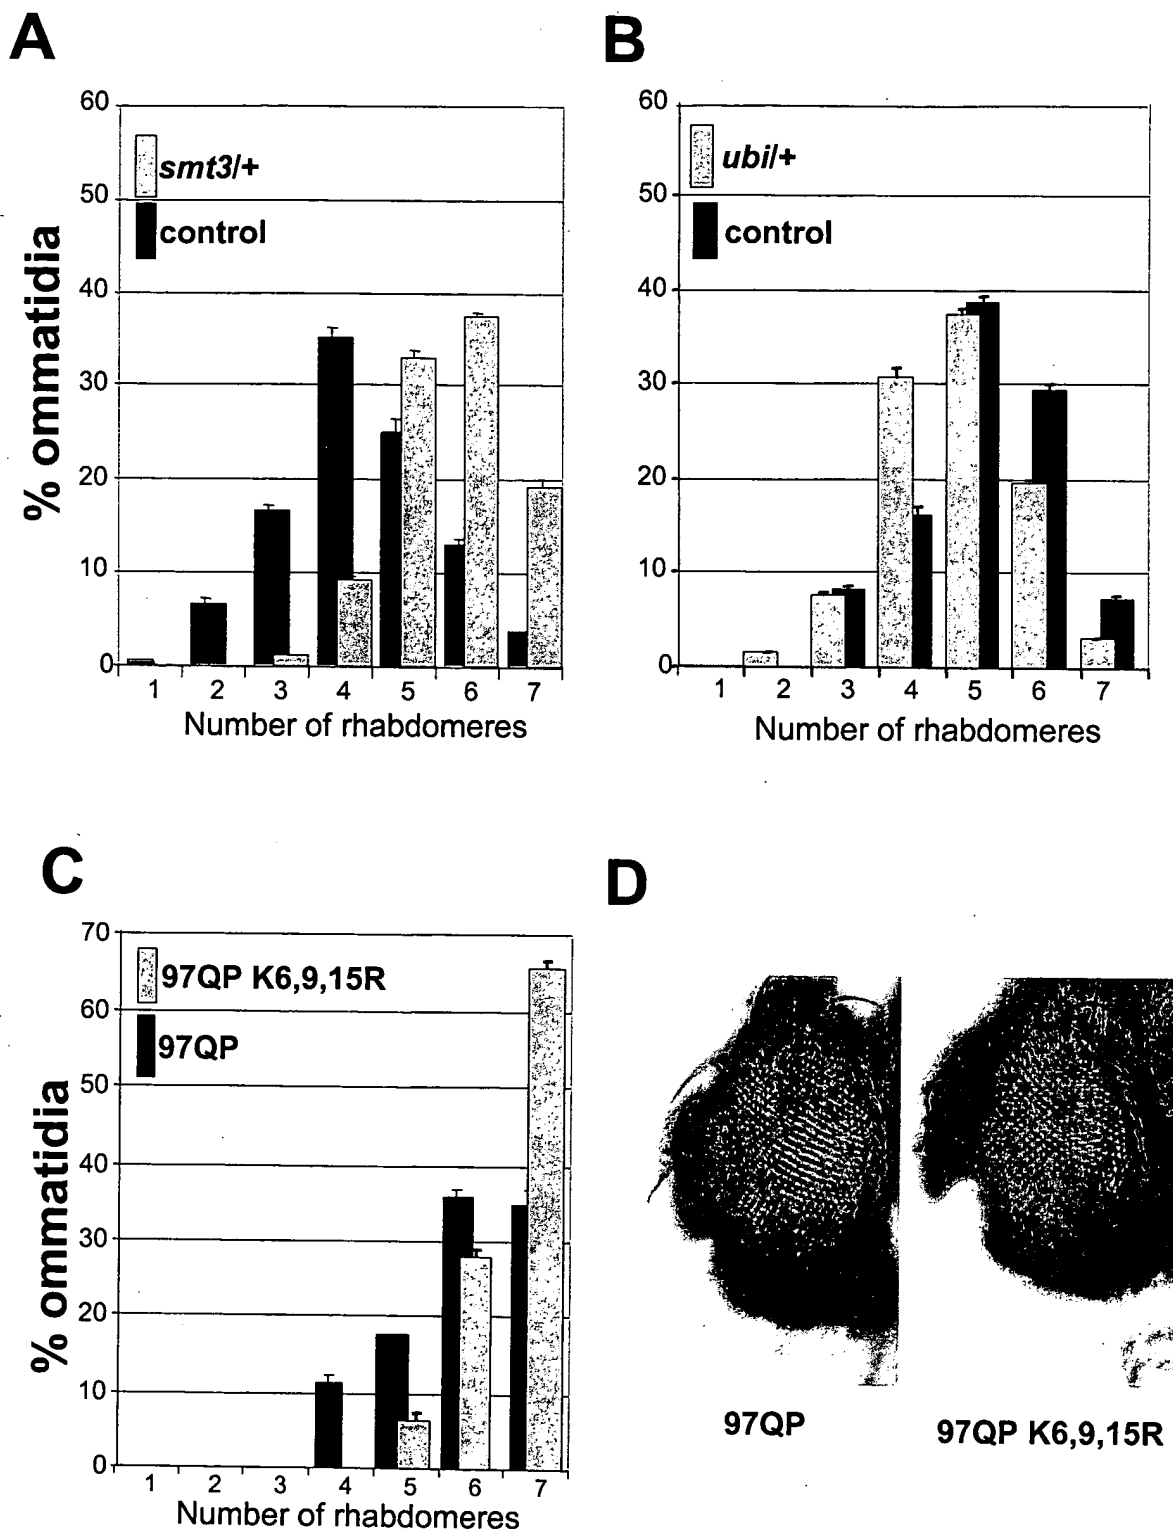 A
60
50
40
30
20
10
0
% ommatidia
smt3/+
control
1 2 3 4 5 6 7
Number of rhabdomeres
B
60
50
40
30
20
10
0
ubi/+
control
1 2 3 4 5 6 7
Number of rhabdomeres
C
70
60
50
40
30
20
10
0
% ommatidia
97QP K6,9,15R
97QP
1 2 3 4 5 6 7
Number of rhabdomeres
D
97QP
97QP K6,9,15R